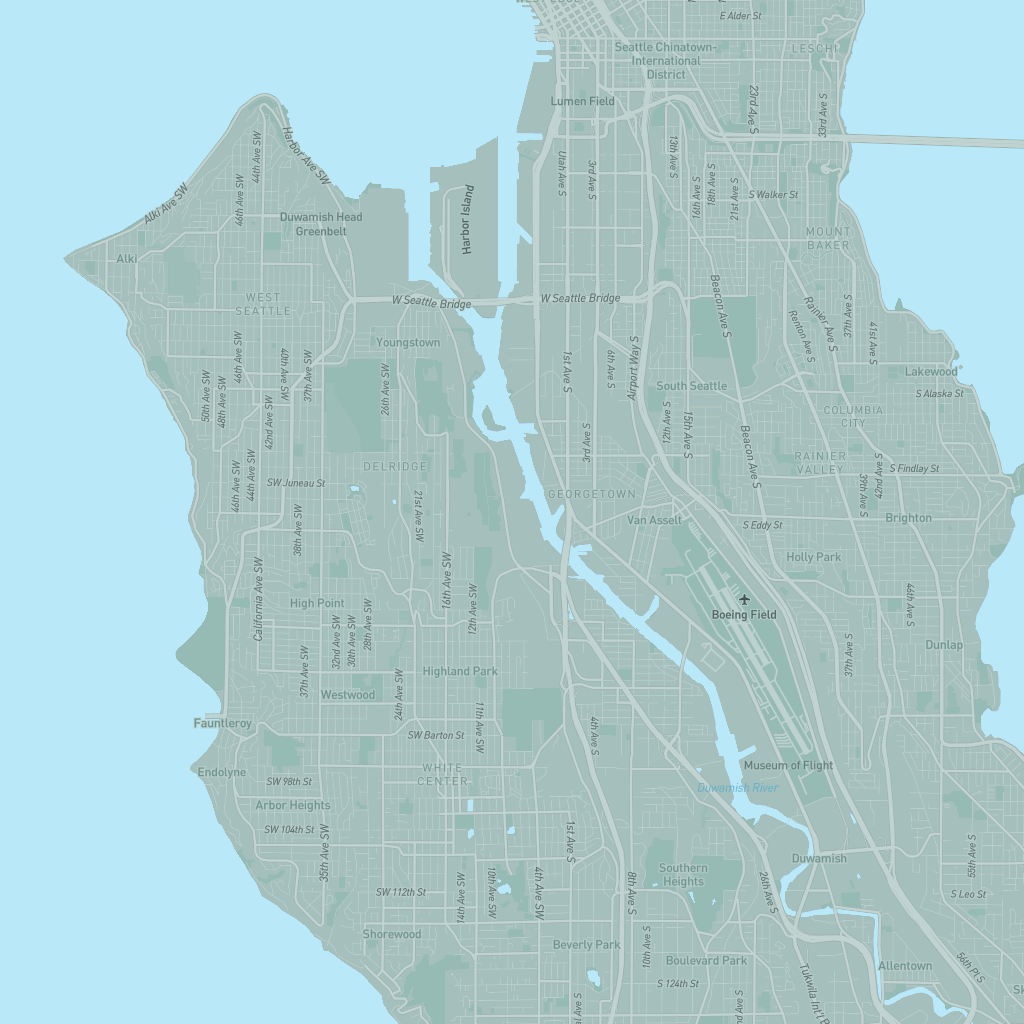 E Alder St
LESCHI
Seattle Chinatown-
International
District
Lumen Field
23rd Ave S
33rd Ave S
44th Ave SW
Harbor Ave SW
Utah Ave S
3rd Ave S
13th Ave S
16th Ave S
18th Ave S
21st Ave S
S Walker St
Alki Ave SW
46th Ave SW
Duwamish Head
Greenbelt
Harbor Island
MOUNT
BAKER
Alki
WEST
SEATTLE
W Seattle Bridge
W Seattle Bridge
Beacon Ave S
Rainier Ave S
Renton Ave S
37th Ave S
41st Ave S
Youngstown
46th Ave SW
40th Ave SW
37th Ave SW
1st Ave S
6th Ave S
Airport Way S
Lakewood
50th Ave SW
48th Ave SW
42nd Ave SW
26th Ave SW
South Seattle
S Alaska St
COLUMBIA
CITY
12th Ave S
15th Ave S
Beacon Ave S
3rd Ave S
DELRIDGE
RAINIER
VALLEY
S Findlay St
46th Ave SW
44th Ave SW
SW Juneau St
21st Ave SW
GEORGETOWN
39th Ave S
42nd Ave S
38th Ave SW
Van Asselt
S Eddy St
Brighton
Holly Park
California Ave SW
16th Ave SW
12th Ave SW
High Point
Boeing Field
46th Ave S
32nd Ave SW
30th Ave SW
28th Ave SW
37th Ave S
Dunlap
37th Ave SW
Highland Park
Westwood
24th Ave SW
11th Ave SW
Fauntleroy
SW Barton St
4th Ave S
Endolyne
SW 98th St
WHITE
CENTER
Museum of Flight
Duwamish River
Arbor Heights
SW 104th St
35th Ave SW
1st Ave S
Duwamish
55th Ave S
Southern
Heights
SW 112th St
14th Ave SW
10th Ave SW
4th Ave SW
8th Ave S
26th Ave S
S Leo St
Shorewood
Beverly Park
10th Ave S
Boulevard Park
Allentown
56th Pl S
S 124th St
Tukwila Int'l